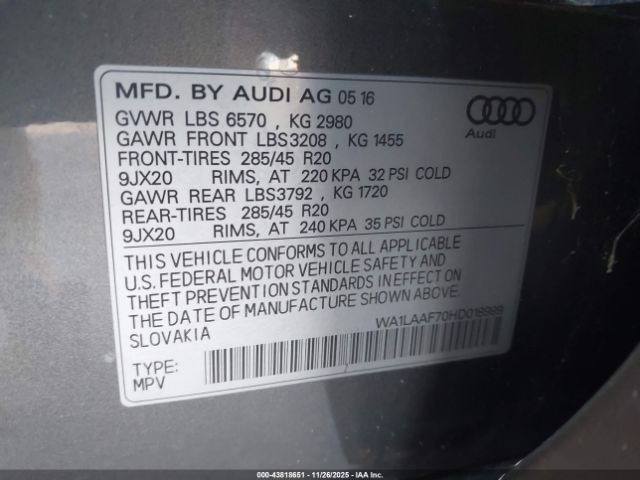 MFD. BY AUDI AG 05 16
GVWR LBS 6570 , KG 2980
GAWR FRONT LBS3208 , KG 1455
FRONT-TIRES 285/45 R20
9JX20 RIMS, AT 220 KPA 32 PSI COLD
GAWR REAR LBS3792 , KG 1720
REAR-TIRES 285/45 R20
9JX20 RIMS, AT 240 KPA 35 PSI COLD
Audi
THIS VEHICLE CONFORMS TO ALL APPLICABLE
U.S. FEDERAL MOTOR VEHICLE SAFETY AND
THEFT PREVENTION STANDARDS IN EFFECT ON
THE DATE OF MANUFACTURE SHOWN ABOVE.
SLOVAKIA
WA1LAAF70HD018999
TYPE:
MPV
000-43818651 - 11/26/2025 - IAAI.CA